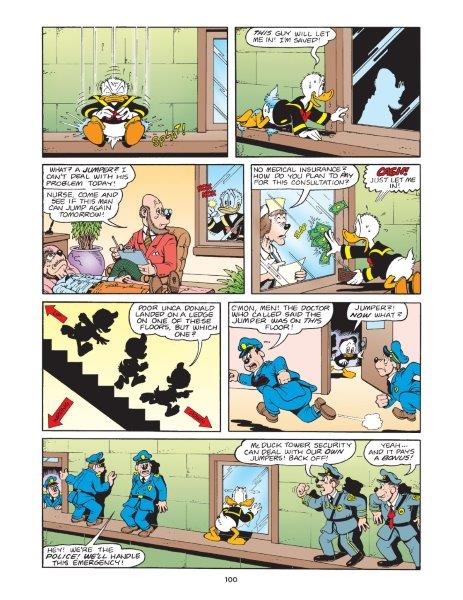 SPLUT!
THIS GUY WILL LET
ME IN! I'M SAVED!
WHAT? A JUMPER? I
CAN'T DEAL WITH HIS
PROBLEM TODAY!
NURSE, COME AND
SEE IF THIS MAN
CAN JUMP AGAIN
TOMORROW!
NO MEDICAL INSURANCE?
HOW DO YOU PLAN TO PAY
FOR THIS CONSULTATION?
CASH!
JUST LET ME
IN!
POOR UNCA DONALD
LANDED ON A LEDGE
ON ONE OF THESE
FLOORS, BUT WHICH
ONE?
C'MON, MEN! THE DOCTOR
WHO CALLED SAID THE
JUMPER WAS ON THIS
FLOOR!
JUMPER?!
NOW WHAT?
McDUCK TOWER SECURITY
CAN DEAL WITH OUR OWN
JUMPERS! BACK OFF!
YEAH...
AND IT PAYS
A BONUS!
HEY! WE'RE THE
POLICE! WE'LL HANDLE
THIS EMERGENCY!
100